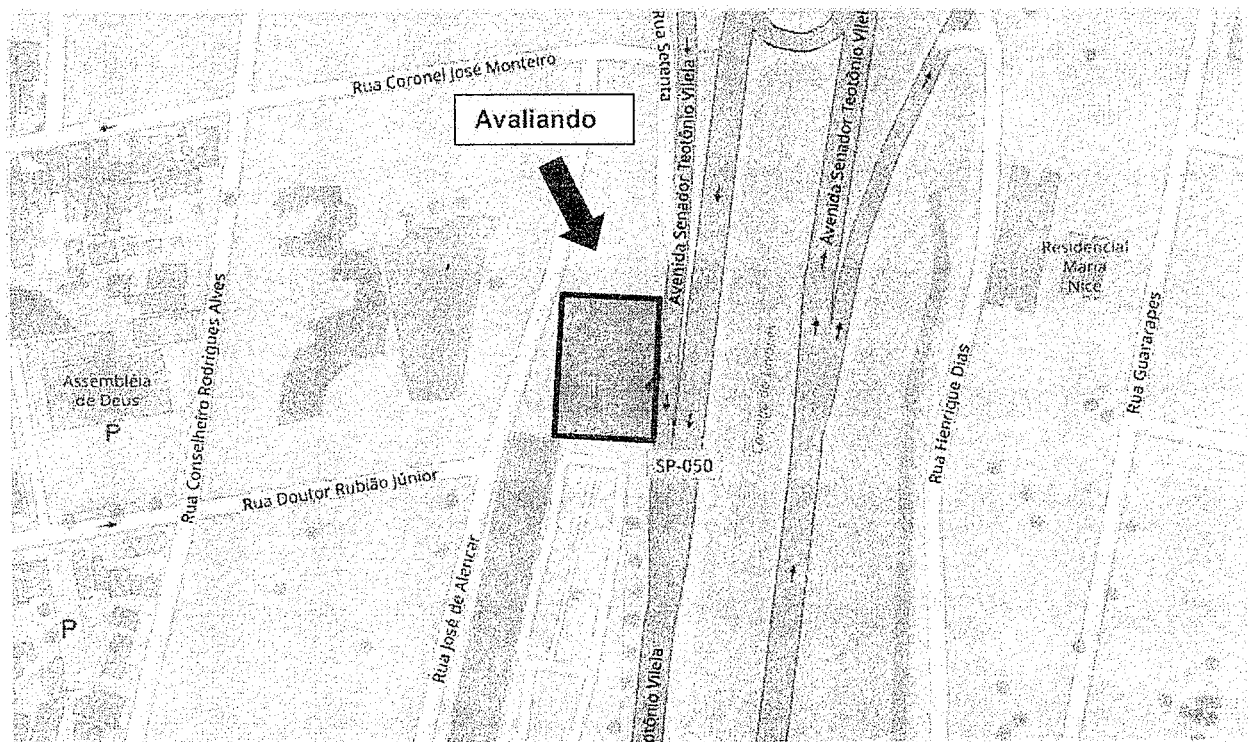 Rua Coronel José Monteiro
Rua Setenta
Avenida Senador Teotônio Vilela
Avenida Senador Teotônio Vilela
Avaliando
Residencial
Maria
Nice
Rua Conselheiro Rodrigues Alves
Assembléia
de Deus
P
Rua Guararapes
Rua Henrique Dias
SP-050
Rua Doutor Rubião Júnior
Rua José de Alencar
P
otônio Vilela